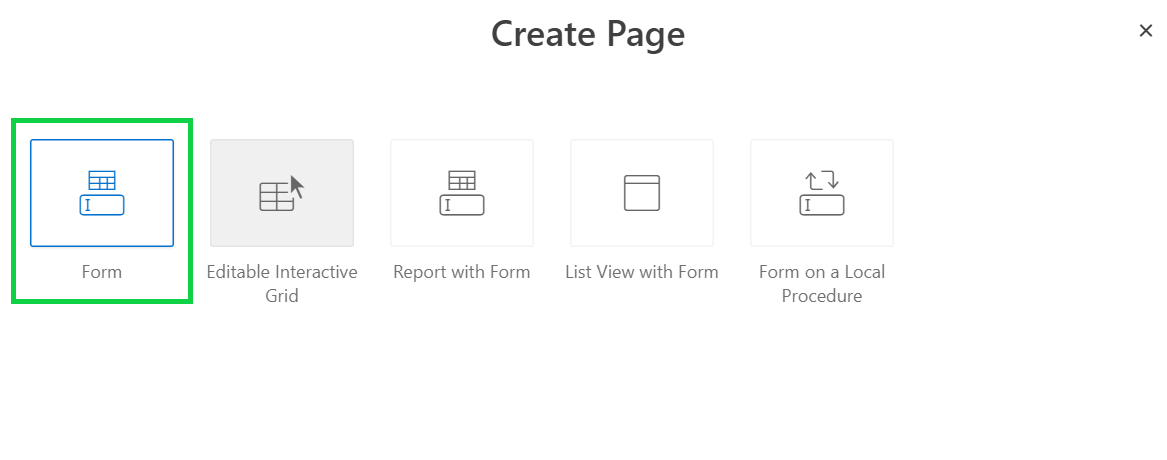 Create Page
Form
Editable Interactive
Grid
Report with Form
List View with Form
Form on a Local
Procedure